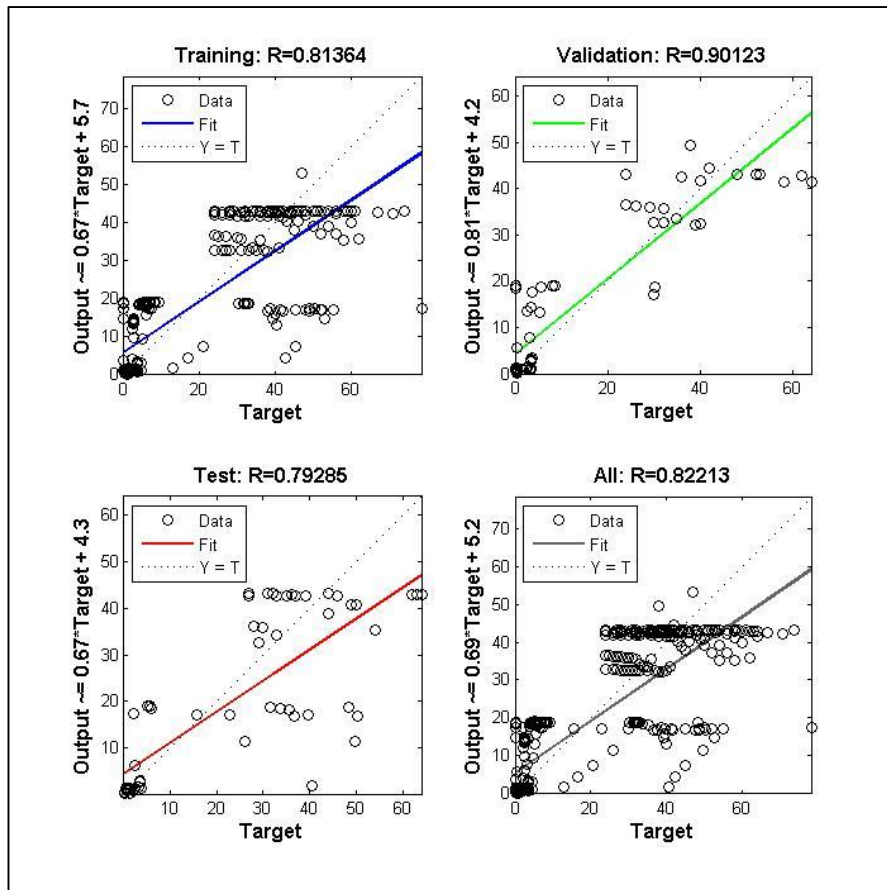 Training: R=0.81364
Output ~= 0.67*Target + 5.7
70
60
50
40
30
20
10
0
Data
Fit
Y = T
0 20 40 60
Target
Validation: R=0.90123
Output ~= 0.81*Target + 4.2
60
50
40
30
20
10
0
Data
Fit
Y = T
0 20 40 60
Target
Test: R=0.79285
Output ~= 0.67*Target + 4.3
60
50
40
30
20
10
Data
Fit
Y = T
10 20 30 40 50 60
Target
All: R=0.82213
Output ~= 0.69*Target + 5.2
70
60
50
40
30
20
10
0
Data
Fit
Y = T
0 20 40 60
Target